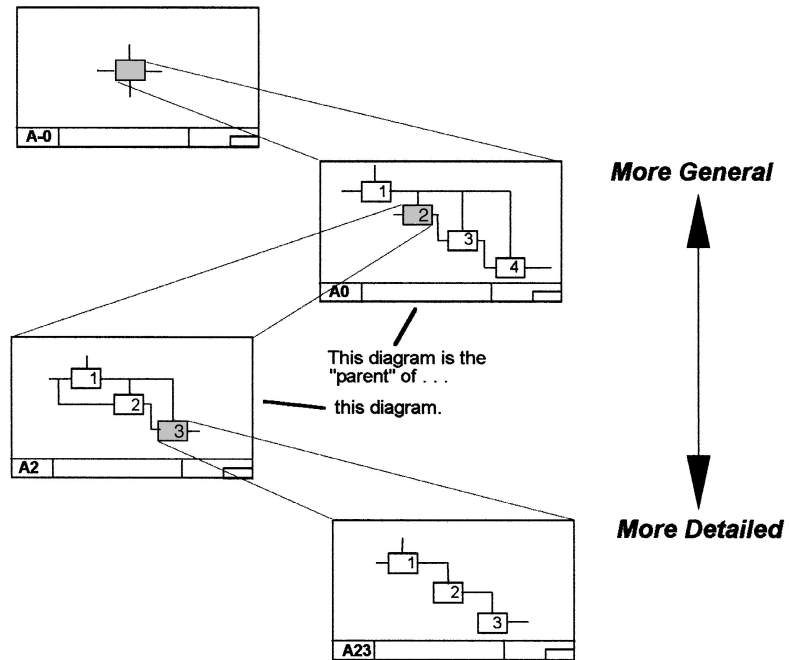 A-0
More General
1
2
3
4
A0
This diagram is the
"parent" of . . .
this diagram.
1
2
3
A2
More Detailed
1
2
3
A23